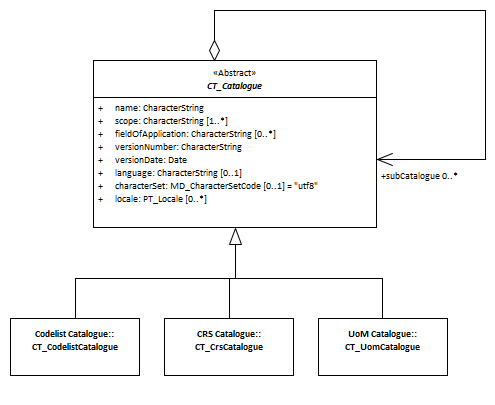 «Abstract»
CT_Catalogue
+ name: CharacterString
+ scope: CharacterString [1..*]
+ fieldOfApplication: CharacterString [0..*]
+ versionNumber: CharacterString
+ versionDate: Date
+ language: CharacterString [0..1]
+ characterSet: MD_CharacterSetCode [0..1] = "utf8"
+ locale: PT_Locale [0..*]
+subCatalogue 0..*
Codelist Catalogue::
CT_CodelistCatalogue
CRS Catalogue::
CT_CrsCatalogue
UoM Catalogue::
CT_UomCatalogue